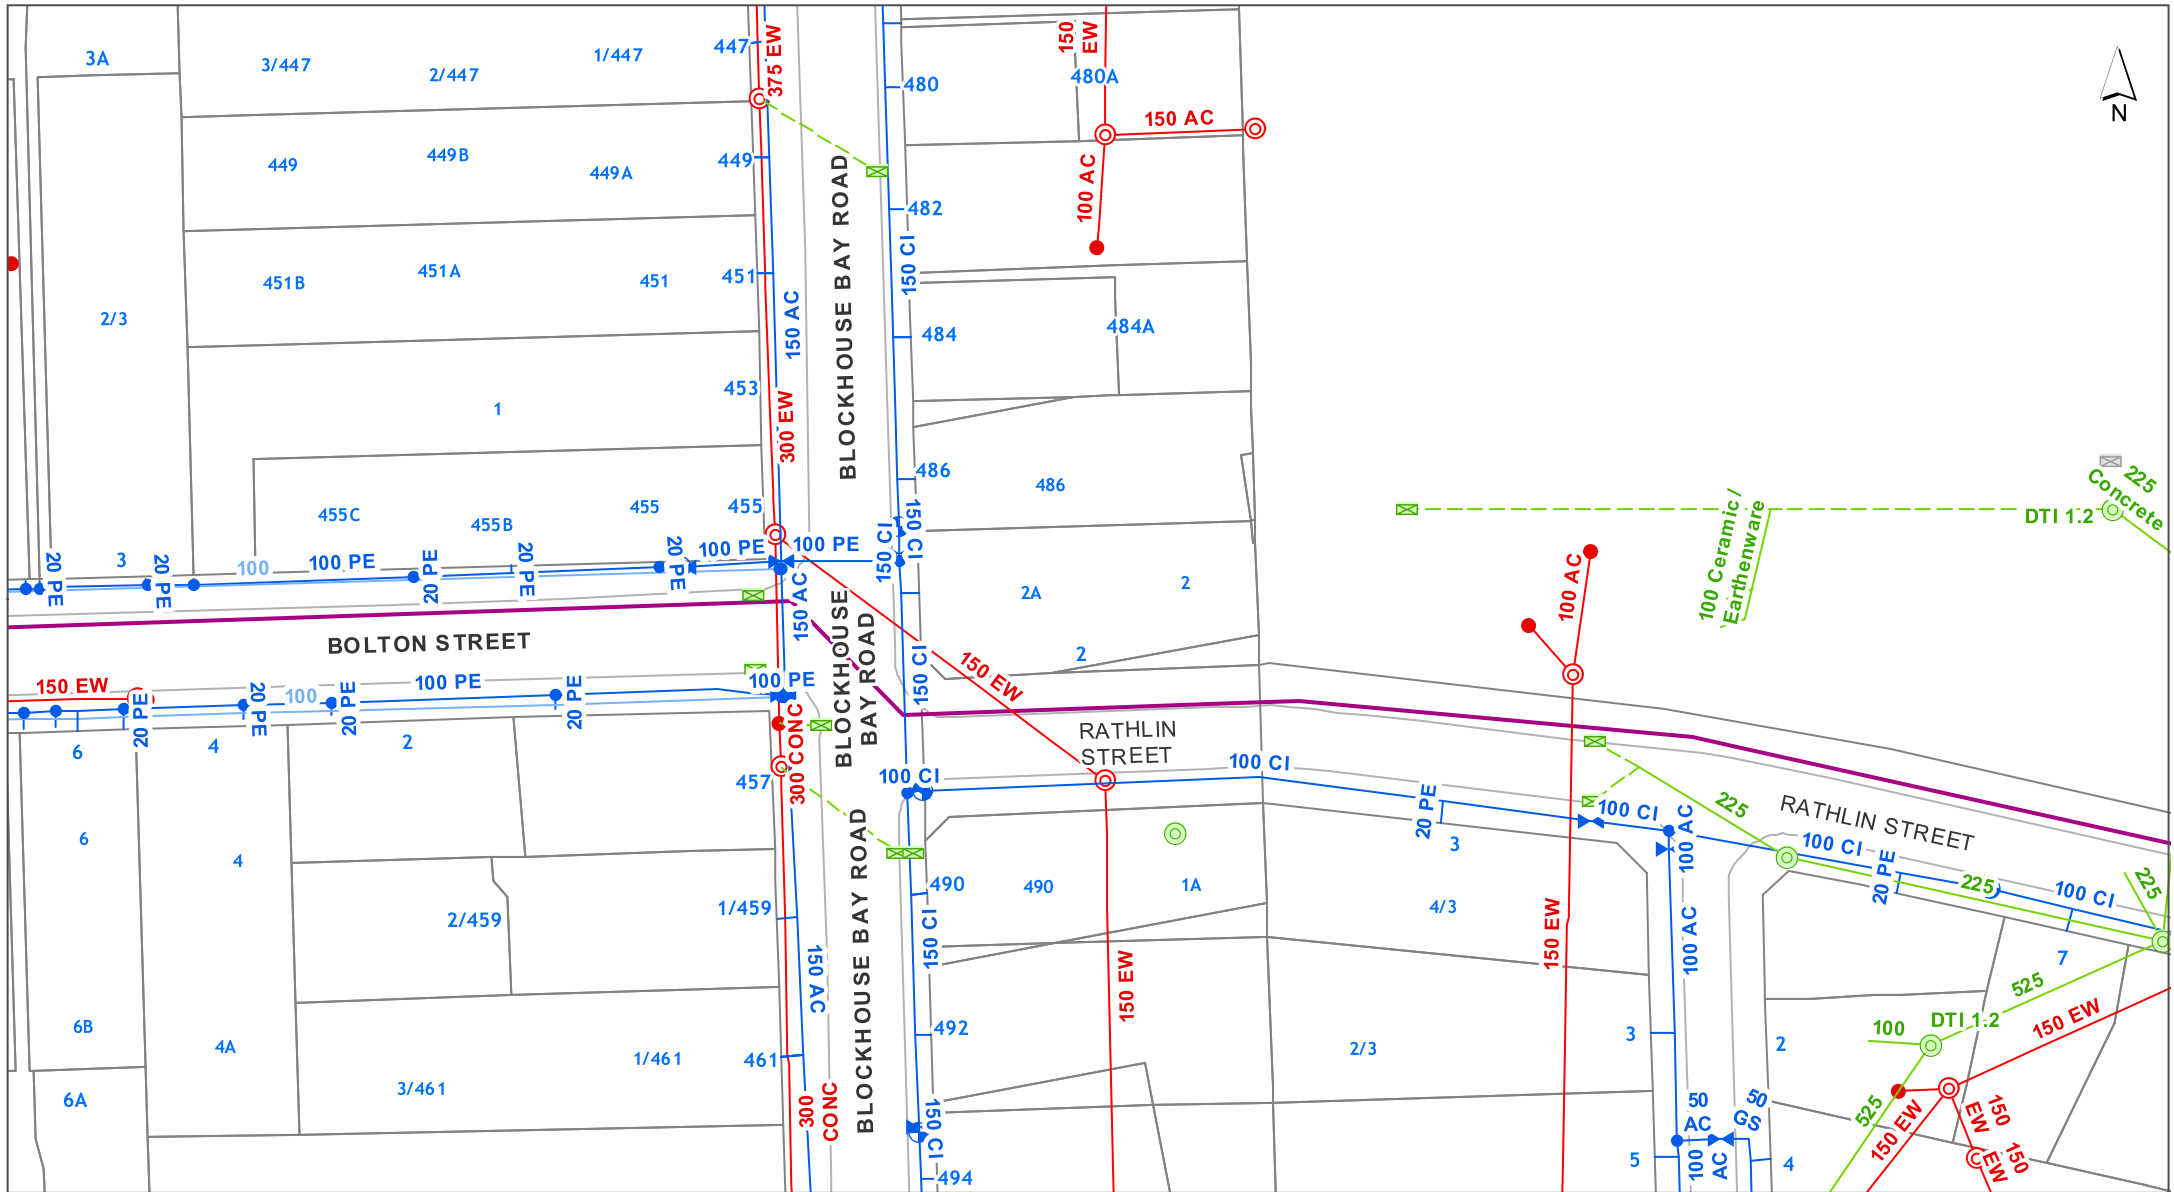 3A
3/447
2/447
1/447
447
375 EW
480
150
EW
480A
150 AC
100 AC
N
449
449B
449A
449
BLOCKHOUSE BAY ROAD
482
150 CI
451B
451A
451
451
150 AC
2/3
484
484A
453
1
300 EW
486
486
455C
455B
455
455
150 CI
150 CI
225
Concrete
DTI 1.2
100 Ceramic /
Earthenware
3
20 PE
20 PE
100
100 PE
20 PE
20 PE
20 PE
100 PE
100 PE
100 AC
2A
2
2
150 AC
BLOCKHOUSE
BAY ROAD
BOLTON STREET
150 CI
150 EW
150 EW
20 PE
20 PE
100
20 PE
100 PE
20 PE
100 PE
6
4
2
300 CONC
457
BLOCKHOUSE BAY ROAD
RATHLIN
STREET
100 CI
100 CI
20 PE
100 CI
100 AC
225
RATHLIN STREET
100 CI
20 PE
225
100 CI
225
6
4
3
490
490
1A
4/3
2/459
1/459
150 AC
150 CI
150 EW
150 EW
100 AC
7
525
6B
4A
492
2/3
3
2
100
DTI 1.2
150 EW
3/461
1/461
461
6A
300
CONC
150 CI
494
50
AC
50
GS
100
AC
5
4
525
150 EW
150
EW
150
EW